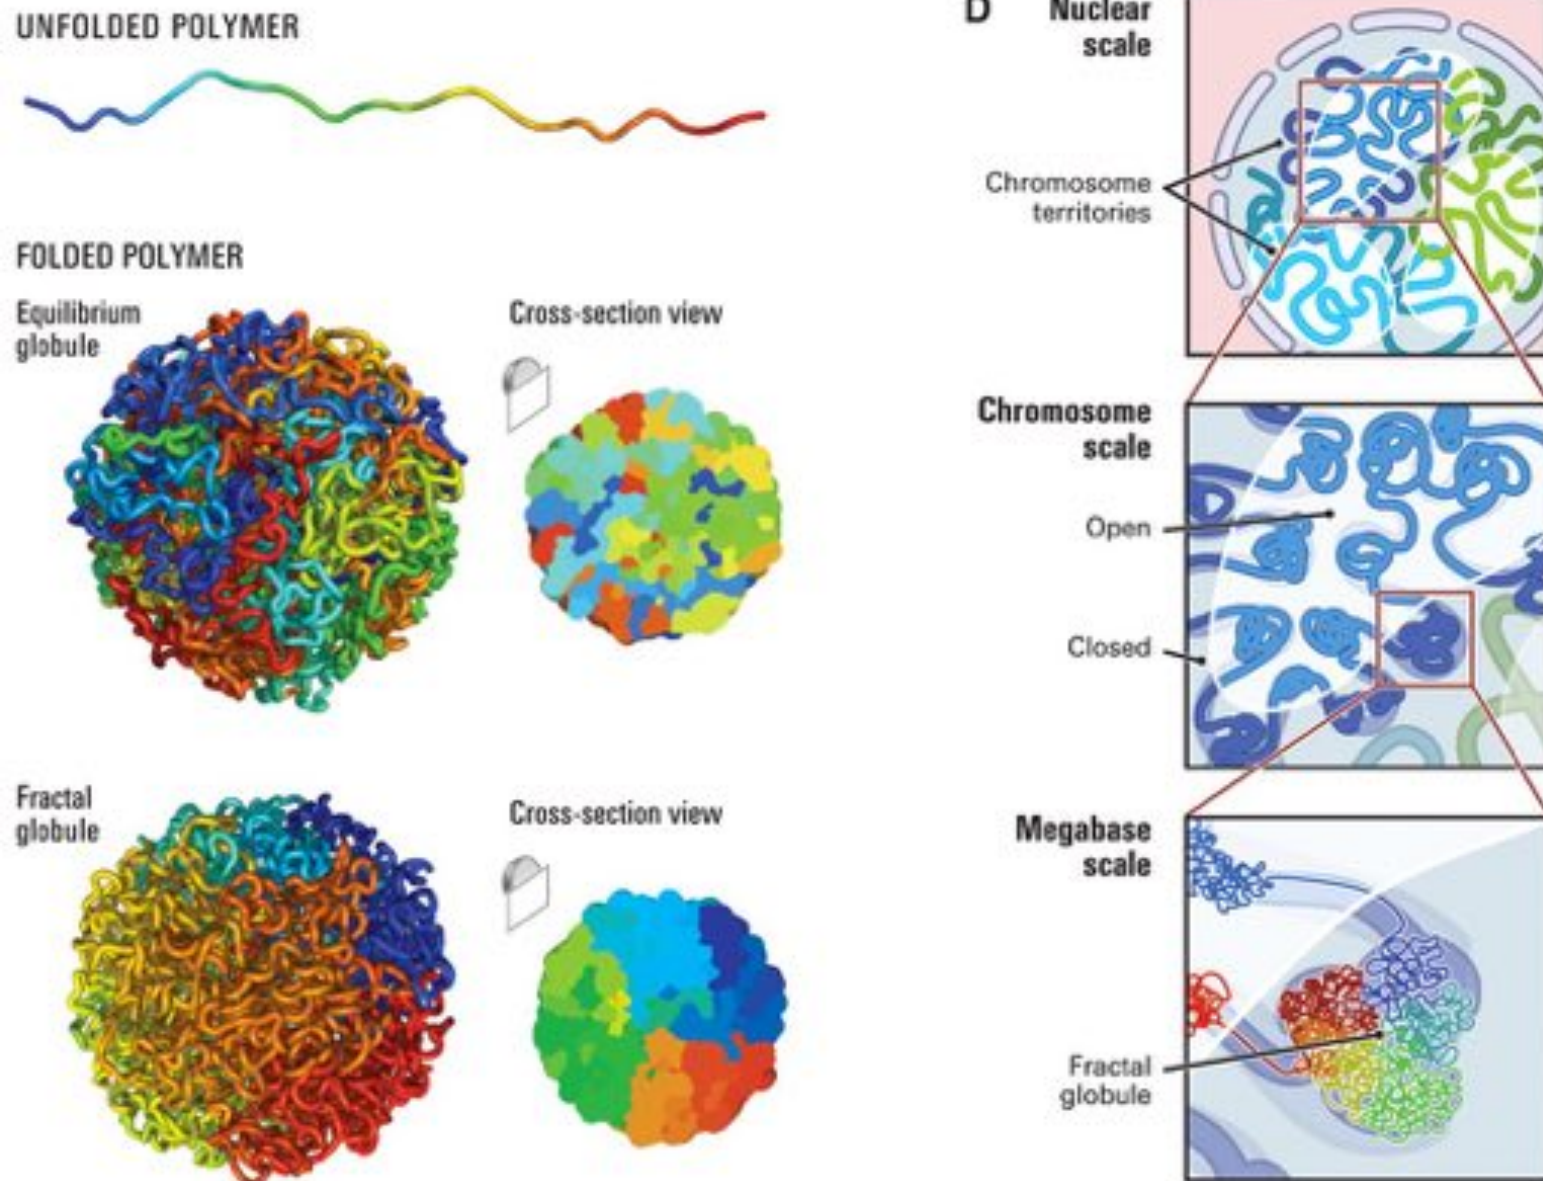 UNFOLDED POLYMER
FOLDED POLYMER
Equilibrium
globule
Cross-section view
Fractal
globule
Cross-section view
D
Nuclear
scale
Chromosome
territories
Chromosome
scale
Open
Closed
Megabase
scale
Fractal
globule